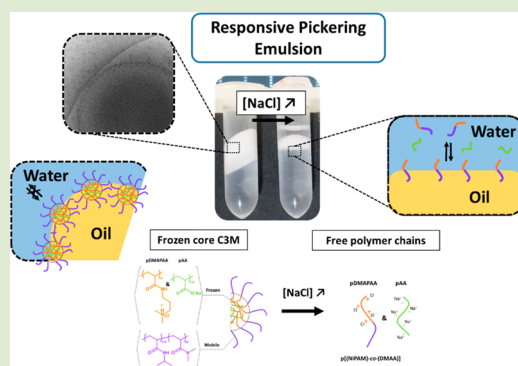 Responsive Pickering
Emulsion
[NaCl] ↗
Water
Oil
Water
Oil
Frozen core C3M
Free polymer chains
pDMAPAA
&
pAA
Frozen
Mobile
[NaCl] ↗
pDMAPAA
pAA
&
p[(NiPAM)-co-(DMAA)]